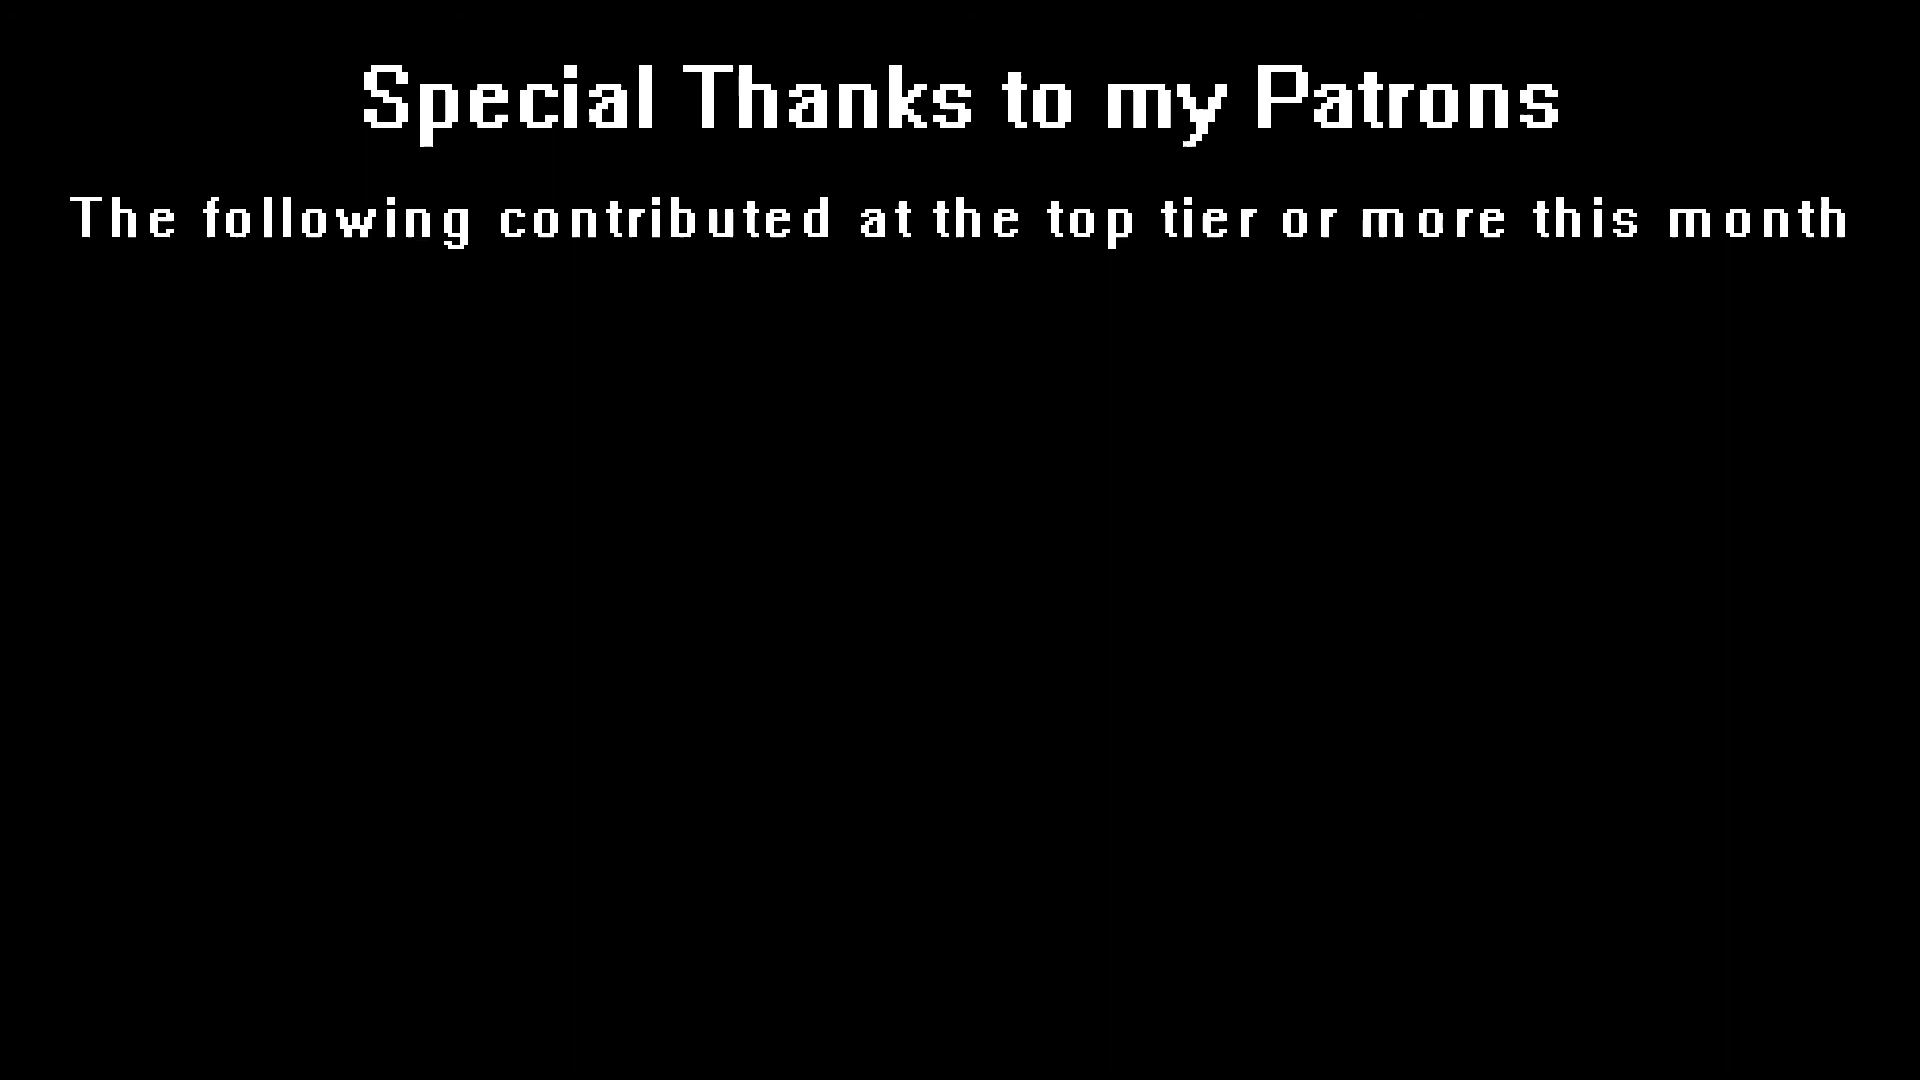 Special Thanks to my Patrons
The following contributed at the top tier or more this month